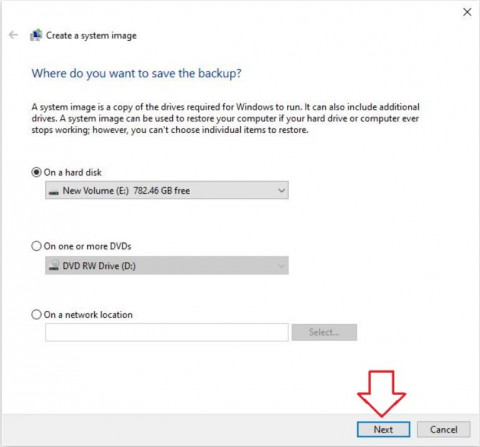 Create a system image
Where do you want to save the backup?
A system image is a copy of the drives required for Windows to run. It can also include additional
drives. A system image can be used to restore your computer if your hard drive or computer ever
stops working; however, you can't choose individual items to restore.
On a hard disk
New Volume (E:)  782.46 GB free
On one or more DVDs
DVD RW Drive (D:)
On a network location
Select...
Next
Cancel